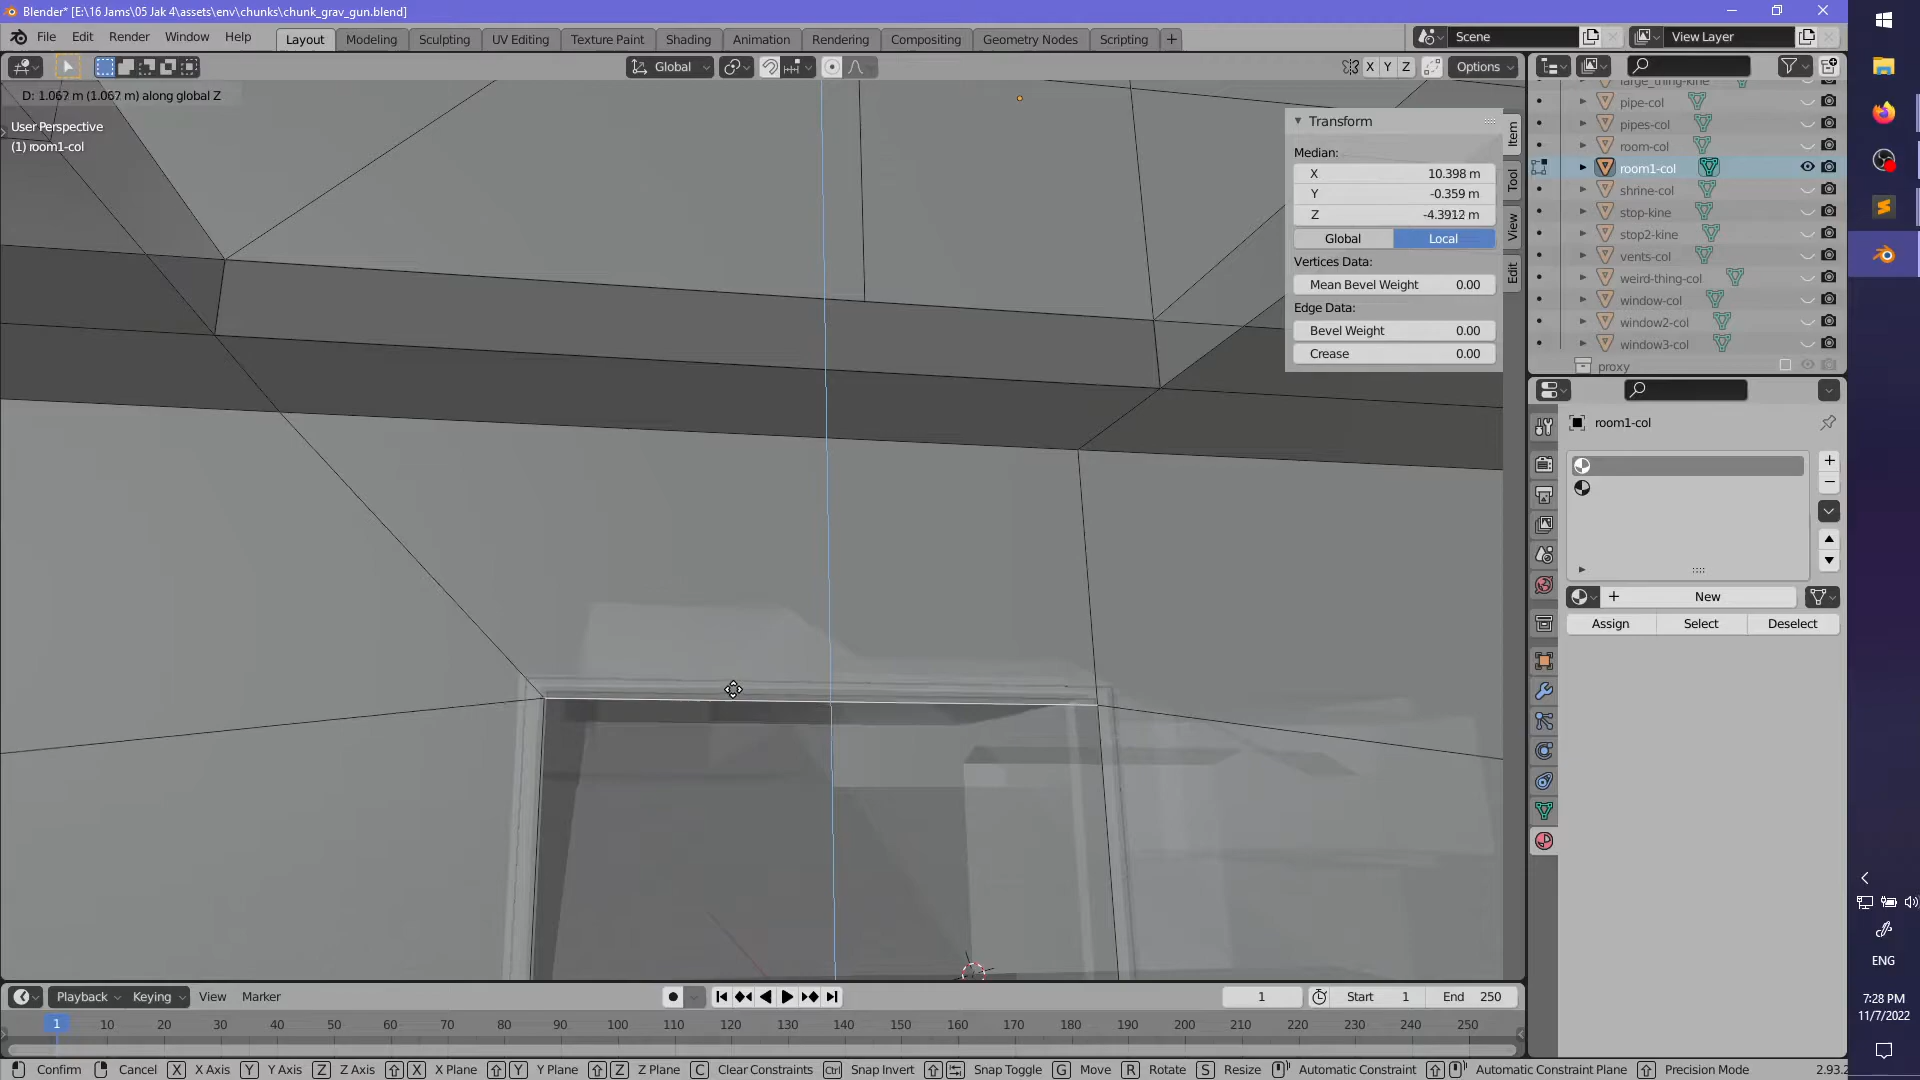 Blender* [E:\16 Jams\05 Jak 4\assets\env\chunks\chunk_grav_gun.blend]
File Edit Render Window Help Layout Modeling Sculpting UV Editing Texture Paint Shading Animation Rendering Compositing Geometry Nodes Scripting + Scene View Layer
Global X Y Z Options
D: 1.067 m (1.067 m) along global Z
User Perspective
(1) room1-col
Transform
Median:
X 10.398 m
Y -0.359 m
Z -4.3912 m
Global Local
Vertices Data:
Mean Bevel Weight 0.00
Edge Data:
Bevel Weight 0.00
Crease 0.00
Item
Tool
View
Edit
large_thing-kine
pipe-col
pipes-col
room-col
room1-col
shrine-col
stop-kine
stop2-kine
vents-col
weird-thing-col
window-col
window2-col
window3-col
proxy
room1-col
+ New
Assign Select Deselect
Playback Keying View Marker 1 Start 1 End 250
1 10 20 30 40 50 60 70 80 90 100 110 120 130 140 150 160 170 180 190 200 210 220 230 240 250
Confirm Cancel X X Axis Y Y Axis Z Z Axis X X Plane Y Y Plane Z Z Plane C Clear Constraints Ctrl Snap Invert Snap Toggle G Move R Rotate S Resize Automatic Constraint Automatic Constraint Plane Precision Mode 2.93.2
ENG
7:28 PM
11/7/2022